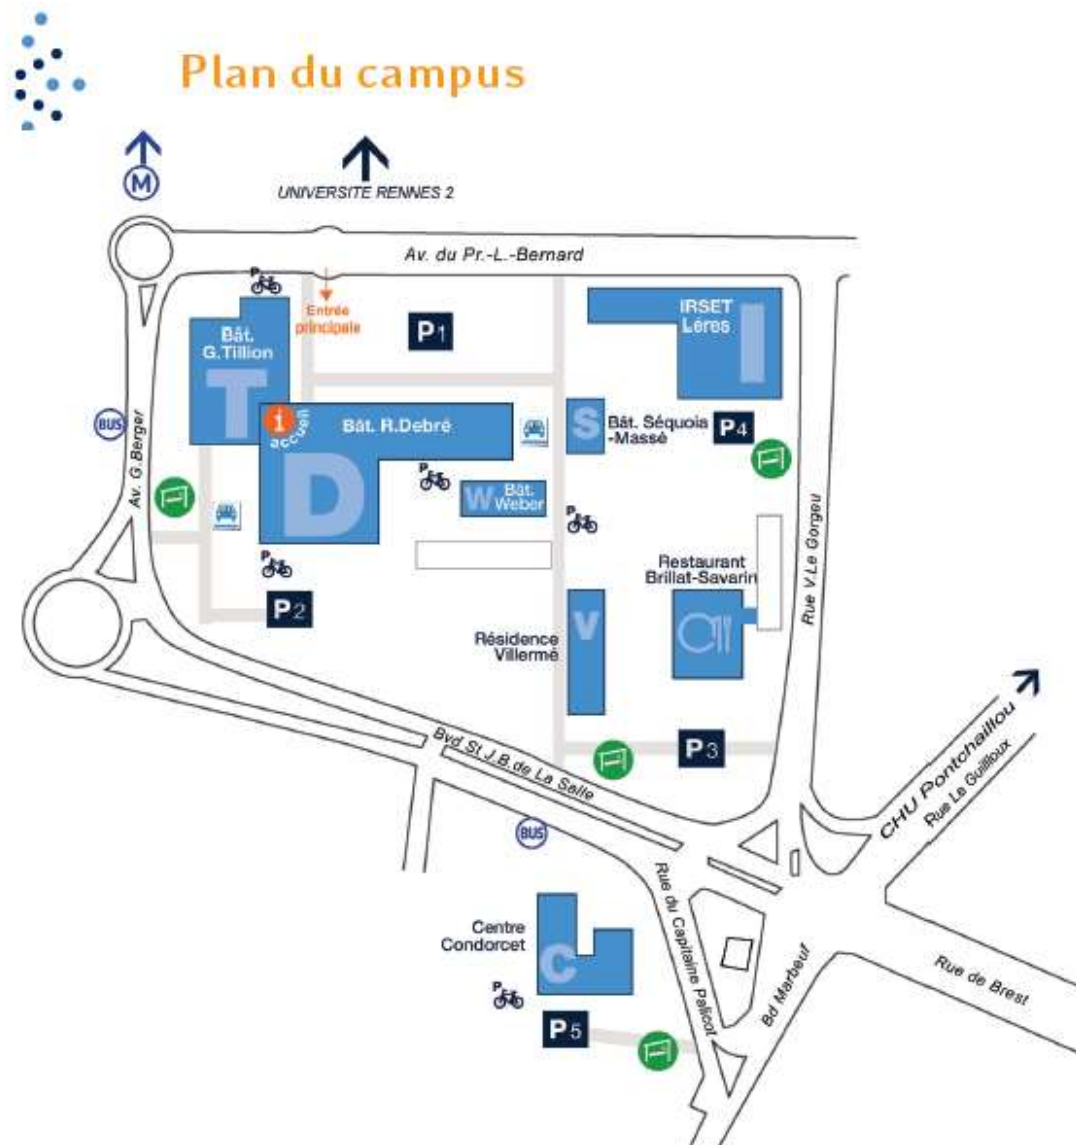 Plan du campus
M
UNIVERSITE RENNES 2
Av. du Pr.-L.-Bernard
P
Entrée
principale
P1
IRSET
Léres
I
Bât.
G.Tillion
T
i
accueil
Bât. R.Debré
D
S
Bât. Séquoia
-Massé
P4
BUS
Av. G.Berger
P
W
Bât.
Weber
P
P
P2
Restaurant
Brillat-Savarin
Rue V.Le Gorgeu
V
Résidence
Villermé
P3
Bvd St J.B.de La Salle
CHU Pontchaillou
Rue Le Guilloux
BUS
Rue du Capitaine Palicot
Centre
Condorcet
C
P
P5
Bd Marbeuf
Rue de Brest